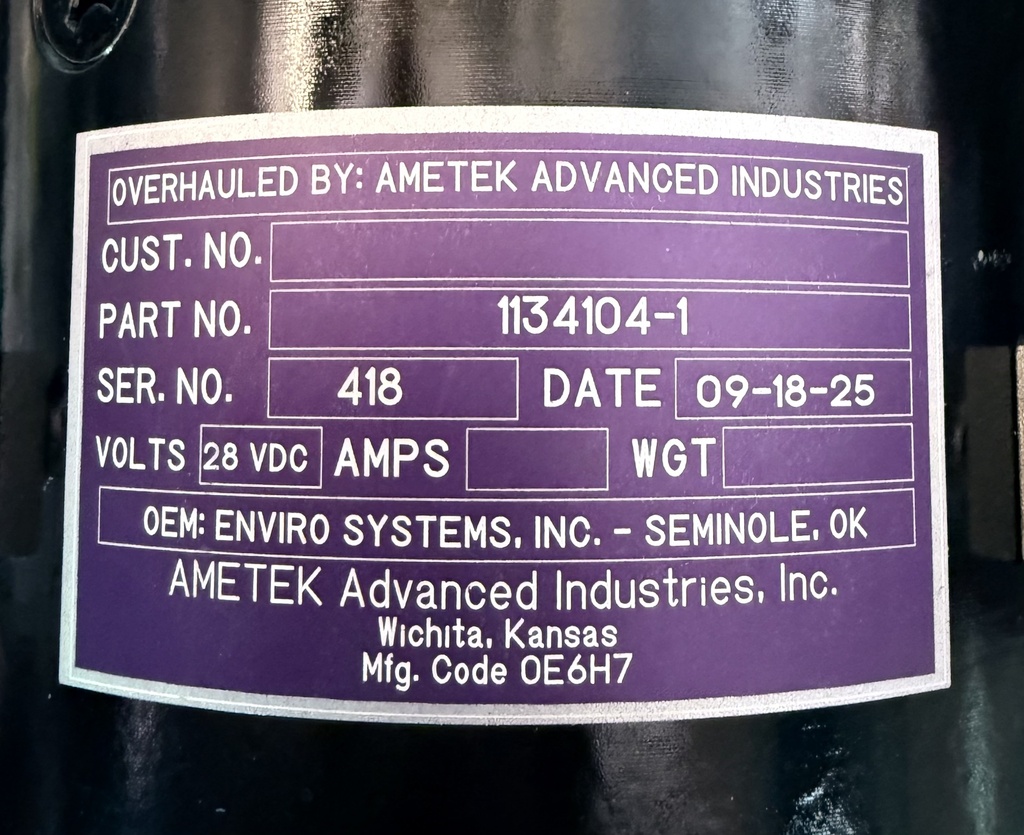 OVERHAULED BY: AMETEK ADVANCED INDUSTRIES
CUST. NO.
PART NO. 1134104-1
SER. NO. 418 DATE 09-18-25
VOLTS 28 VDC AMPS WGT
OEM: ENVIRO SYSTEMS, INC. - SEMINOLE, OK
AMETEK Advanced Industries, Inc.
Wichita, Kansas
Mfg. Code 0E6H7